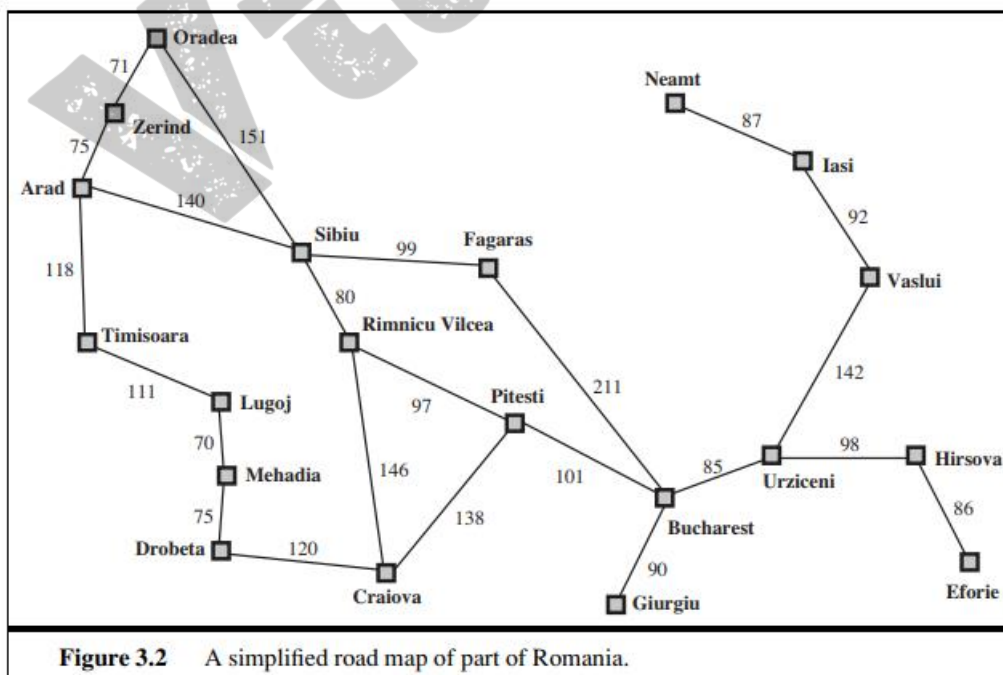 Oradea
71
Neamt
Zerind
87
75
151
Iasi
Arad
140
92
Sibiu
Fagaras
99
118
Vaslui
80
Timisoara
Rimnicu Vilcea
142
111
Pitesti
211
Lugoj
97
70
98
Hirsova
Mehadia
146
101
85
Urziceni
75
138
86
Bucharest
Drobeta
120
90
Craiova
Giurgiu
Eforie
Figure 3.2 A simplified road map of part of Romania.